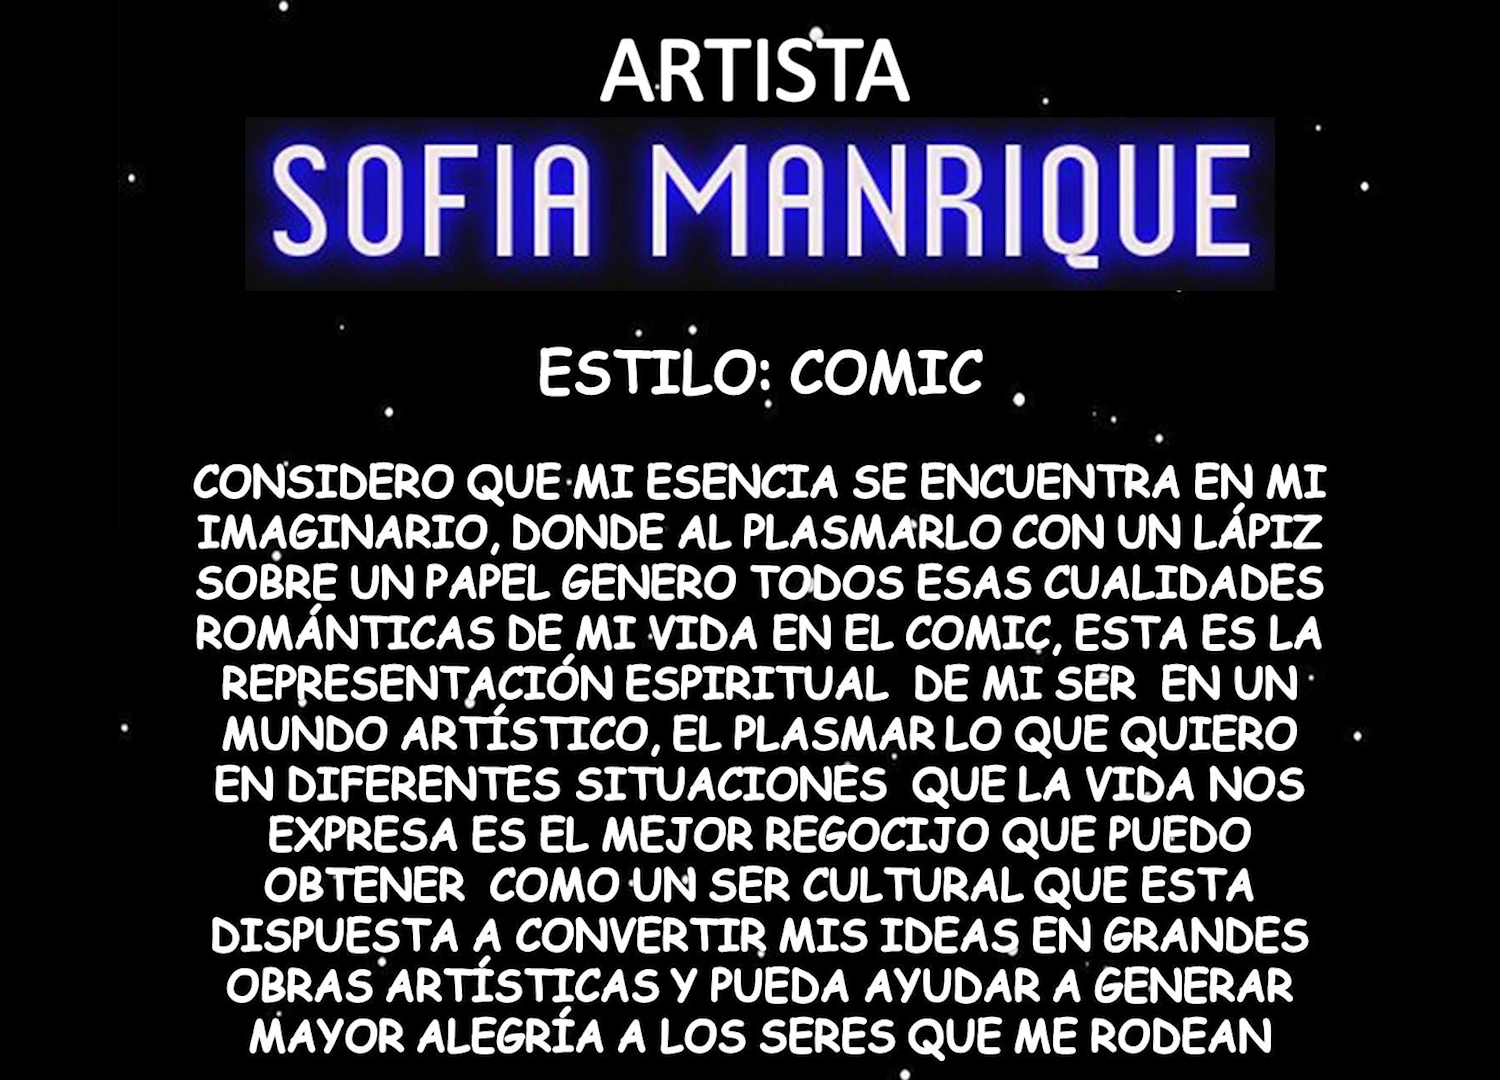 ARTISTA
SOFIA MANRIQUE
ESTILO: COMIC
CONSIDERO QUE MI ESENCIA SE ENCUENTRA EN MI
IMAGINARIO, DONDE AL PLASMARLO CON UN LÁPIZ
SOBRE UN PAPEL GENERO TODOS ESAS CUALIDADES
ROMÁNTICAS DE MI VIDA EN EL COMIC, ESTA ES LA
REPRESENTACIÓN ESPIRITUAL DE MI SER EN UN
MUNDO ARTÍSTICO, EL PLASMAR LO QUE QUIERO
EN DIFERENTES SITUACIONES QUE LA VIDA NOS
EXPRESA ES EL MEJOR REGOCIJO QUE PUEDO
OBTENER COMO UN SER CULTURAL QUE ESTA
DISPUESTA A CONVERTIR MIS IDEAS EN GRANDES
OBRAS ARTÍSTICAS Y PUEDA AYUDAR A GENERAR
MAYOR ALEGRÍA A LOS SERES QUE ME RODEAN